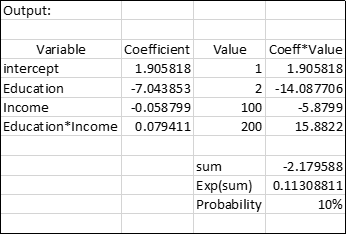 Output:
Variable Coefficient Value Coeff*Value
intercept 1.905818 1 1.905818
Education -7.043853 2 -14.087706
Income -0.058799 100 -5.8799
Education*Income 0.079411 200 15.8822
sum -2.179588
Exp(sum) 0.11308811
Probability 10%